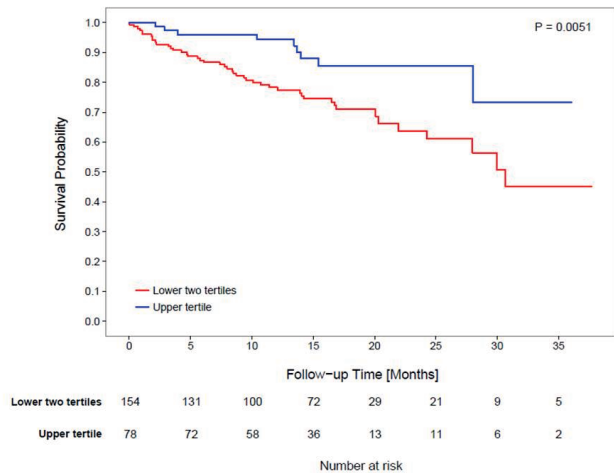 P = 0.0051
Survival Probability
1.0
0.9
0.8
0.7
0.6
0.5
0.4
0.3
0.2
0.1
0.0
Lower two tertiles
Upper tertile
0 5 10 15 20 25 30 35
Follow-up Time [Months]
Lower two tertiles 154 131 100 72 29 21 9 5
Upper tertile 78 72 58 36 13 11 6 2
Number at risk